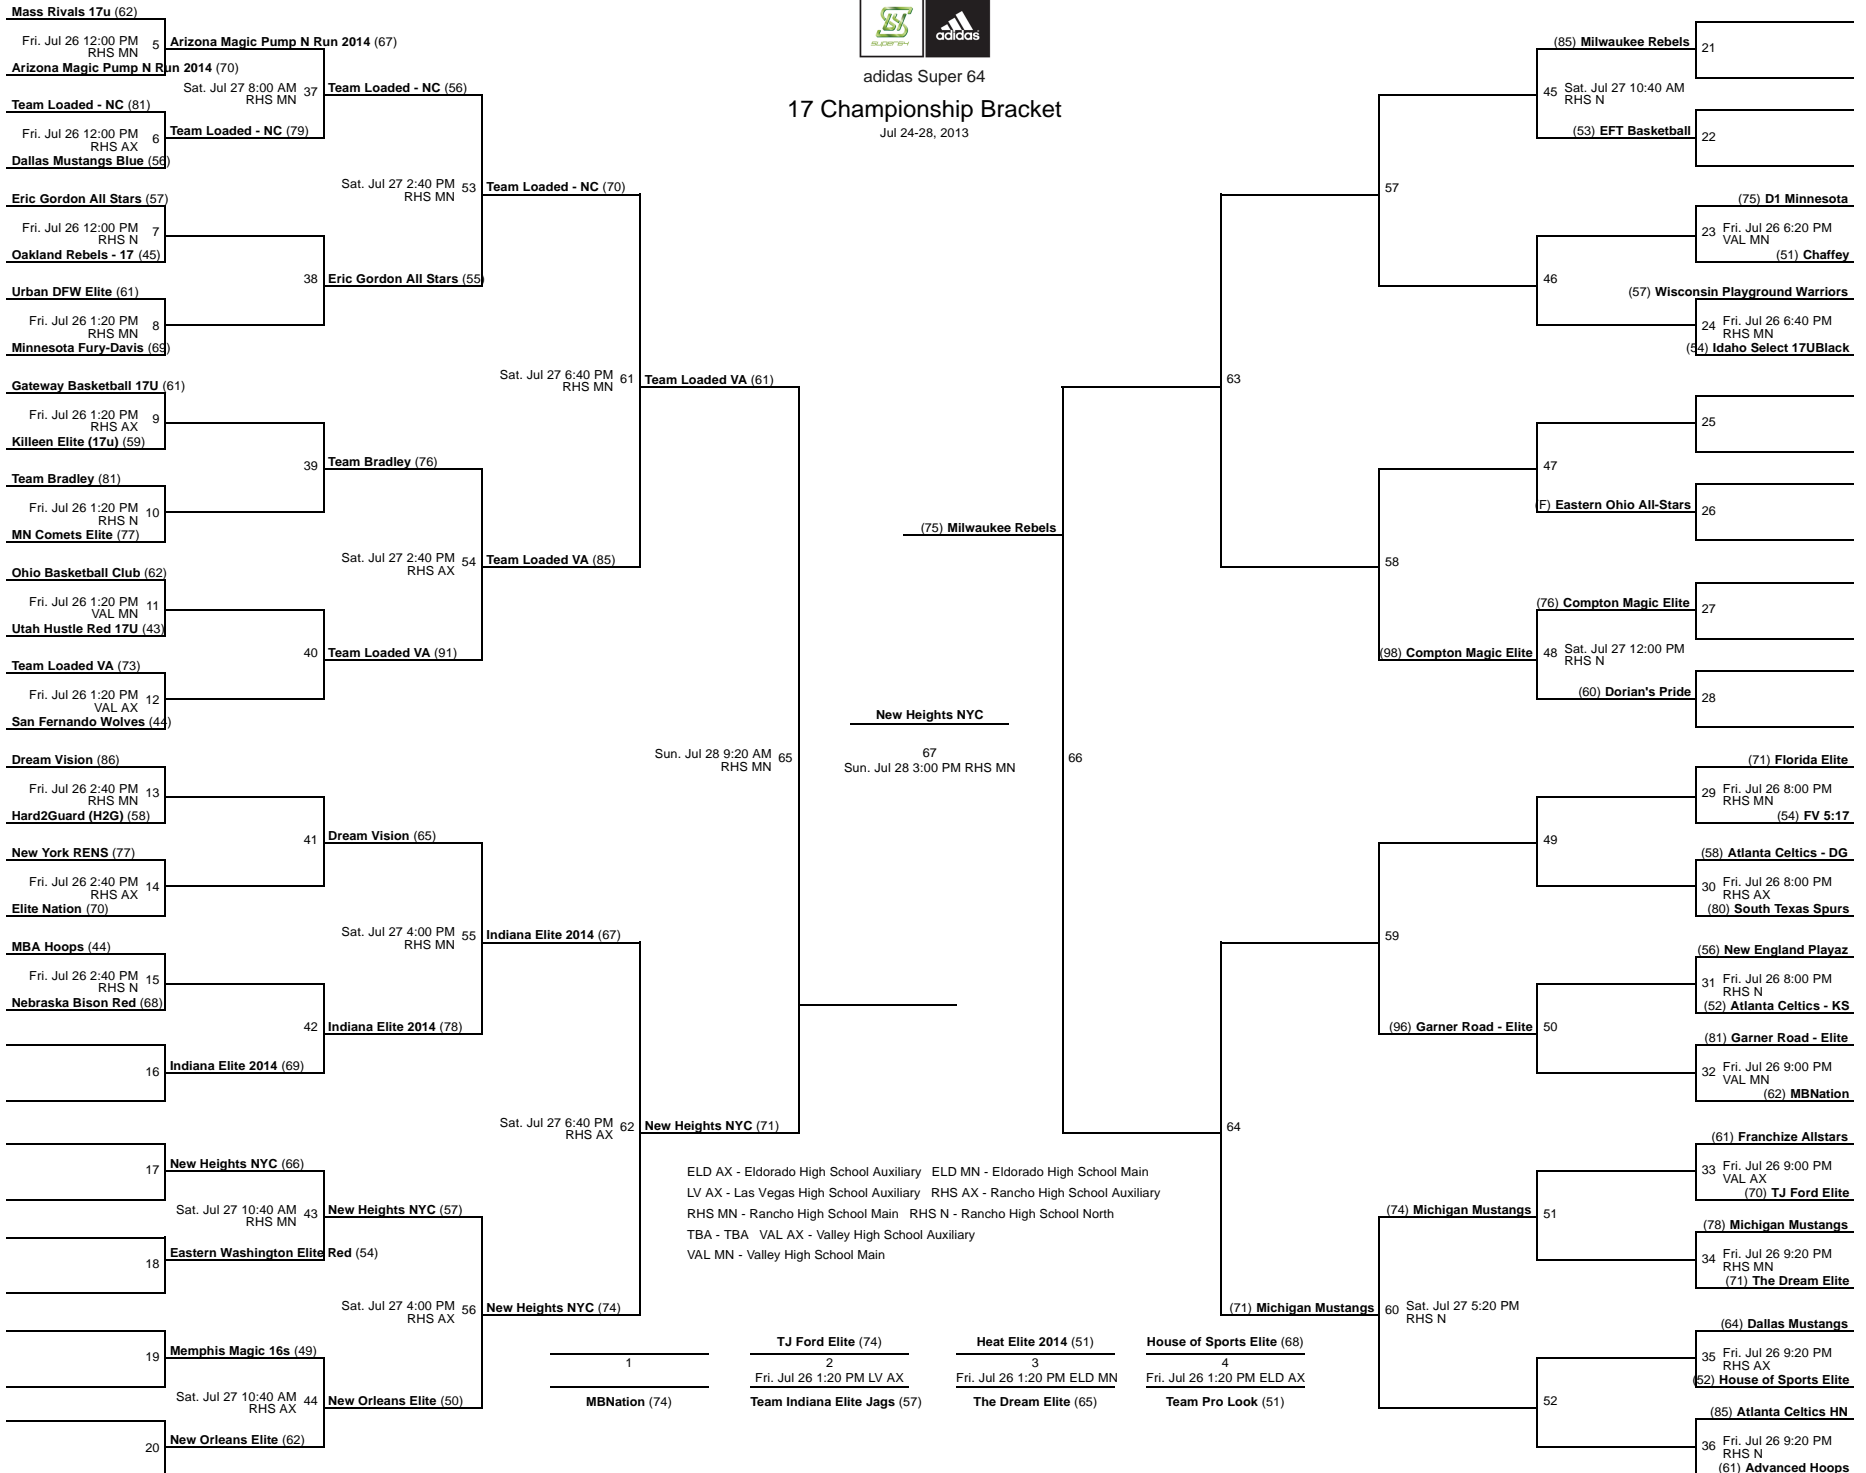 SUPER64
adidas
adidas Super 64
17 Championship Bracket
Jul 24-28, 2013
Mass Rivals 17u (62)
Fri. Jul 26 12:00 PM 5
RHS MN
Arizona Magic Pump N Run 2014 (70)
Team Loaded - NC (81)
Fri. Jul 26 12:00 PM 6
RHS AX
Dallas Mustangs Blue (56)
Eric Gordon All Stars (57)
Fri. Jul 26 12:00 PM 7
RHS N
Oakland Rebels - 17 (45)
Urban DFW Elite (61)
Fri. Jul 26 1:20 PM 8
RHS MN
Minnesota Fury-Davis (69)
Gateway Basketball 17U (61)
Fri. Jul 26 1:20 PM 9
RHS AX
Killeen Elite (17u) (59)
Team Bradley (81)
Fri. Jul 26 1:20 PM 10
RHS N
MN Comets Elite (77)
Ohio Basketball Club (62)
Fri. Jul 26 1:20 PM 11
VAL MN
Utah Hustle Red 17U (43)
Team Loaded VA (73)
Fri. Jul 26 1:20 PM 12
VAL AX
San Fernando Wolves (44)
Dream Vision (86)
Fri. Jul 26 2:40 PM 13
RHS MN
Hard2Guard (H2G) (58)
New York RENS (77)
Fri. Jul 26 2:40 PM 14
RHS AX
Elite Nation (70)
MBA Hoops (44)
Fri. Jul 26 2:40 PM 15
RHS N
Nebraska Bison Red (68)
16
17
18
19
20
Arizona Magic Pump N Run 2014 (67)
Sat. Jul 27 8:00 AM 37
RHS MN
Team Loaded - NC (79)
38
39
40
41
42
Indiana Elite 2014 (69)
New Heights NYC (66)
Sat. Jul 27 10:40 AM 43
RHS MN
Eastern Washington Elite Red (54)
Memphis Magic 16s (49)
Sat. Jul 27 10:40 AM 44
RHS AX
New Orleans Elite (62)
Team Loaded - NC (56)
Sat. Jul 27 2:40 PM 53
RHS MN
Eric Gordon All Stars (55)
Team Bradley (76)
Sat. Jul 27 2:40 PM 54
RHS AX
Team Loaded VA (91)
Dream Vision (65)
Sat. Jul 27 4:00 PM 55
RHS MN
Indiana Elite 2014 (78)
New Heights NYC (57)
Sat. Jul 27 4:00 PM 56
RHS AX
New Orleans Elite (50)
Team Loaded - NC (70)
Sat. Jul 27 6:40 PM 61
RHS MN
Team Loaded VA (85)
Indiana Elite 2014 (67)
Sat. Jul 27 6:40 PM 62
RHS AX
New Heights NYC (74)
Team Loaded VA (61)
Sun. Jul 28 9:20 AM 65
RHS MN
New Heights NYC (71)
(75) Milwaukee Rebels
New Heights NYC
67
Sun. Jul 28 3:00 PM RHS MN
66
63
64
57
58
59
(71) Michigan Mustangs
60 Sat. Jul 27 5:20 PM
RHS N
(85) Milwaukee Rebels
45 Sat. Jul 27 10:40 AM
RHS N
(53) EFT Basketball
46
47
(F) Eastern Ohio All-Stars
(76) Compton Magic Elite
(98) Compton Magic Elite
48 Sat. Jul 27 12:00 PM
RHS N
(60) Dorian's Pride
49
(96) Garner Road - Elite
50
(74) Michigan Mustangs
51
52
21
22
(75) D1 Minnesota
23 Fri. Jul 26 6:20 PM
VAL MN
(51) Chaffey
(57) Wisconsin Playground Warriors
24 Fri. Jul 26 6:40 PM
RHS MN
(54) Idaho Select 17UBlack
25
26
27
28
(71) Florida Elite
29 Fri. Jul 26 8:00 PM
RHS MN
(54) FV 5:17
(58) Atlanta Celtics - DG
30 Fri. Jul 26 8:00 PM
RHS AX
(80) South Texas Spurs
(56) New England Playaz
31 Fri. Jul 26 8:00 PM
RHS N
(52) Atlanta Celtics - KS
(81) Garner Road - Elite
32 Fri. Jul 26 9:00 PM
VAL MN
(62) MBNation
(61) Franchize Allstars
33 Fri. Jul 26 9:00 PM
VAL AX
(70) TJ Ford Elite
(78) Michigan Mustangs
34 Fri. Jul 26 9:20 PM
RHS MN
(71) The Dream Elite
(64) Dallas Mustangs
35 Fri. Jul 26 9:20 PM
RHS AX
(52) House of Sports Elite
(85) Atlanta Celtics HN
36 Fri. Jul 26 9:20 PM
RHS N
(61) Advanced Hoops
ELD AX - Eldorado High School Auxiliary ELD MN - Eldorado High School Main
LV AX - Las Vegas High School Auxiliary RHS AX - Rancho High School Auxiliary
RHS MN - Rancho High School Main RHS N - Rancho High School North
TBA - TBA VAL AX - Valley High School Auxiliary
VAL MN - Valley High School Main
1
MBNation (74)
TJ Ford Elite (74)
2
Fri. Jul 26 1:20 PM LV AX
Team Indiana Elite Jags (57)
Heat Elite 2014 (51)
3
Fri. Jul 26 1:20 PM ELD MN
The Dream Elite (65)
House of Sports Elite (68)
4
Fri. Jul 26 1:20 PM ELD AX
Team Pro Look (51)